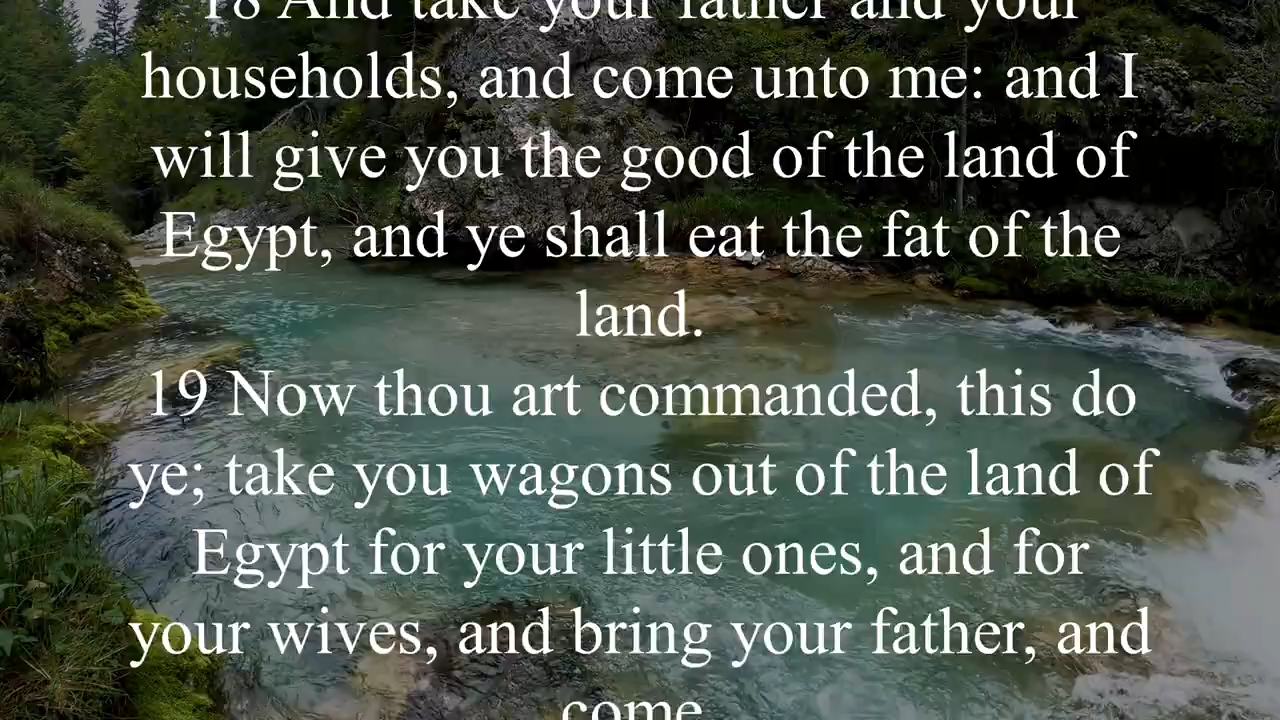 18 And take your father and your
households, and come unto me: and I
will give you the good of the land of
Egypt, and ye shall eat the fat of the
land.
19 Now thou art commanded, this do
ye; take you wagons out of the land of
Egypt for your little ones, and for
your wives, and bring your father, and
come.